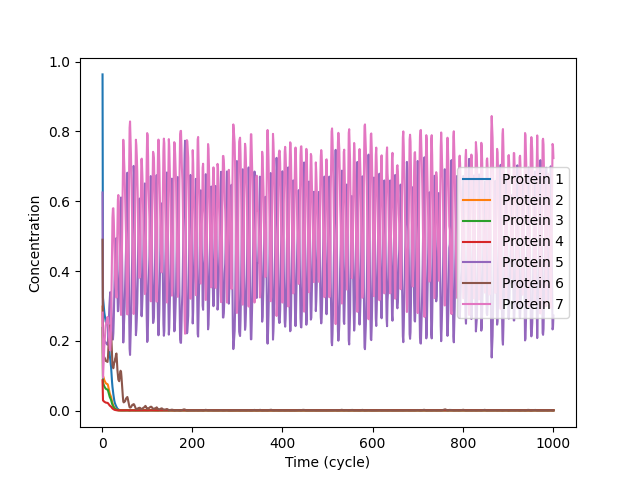 1.0
0.8
0.6
0.4
0.2
0.0
Concentration
0
200
400
600
800
1000
Time (cycle)
Protein 1
Protein 2
Protein 3
Protein 4
Protein 5
Protein 6
Protein 7